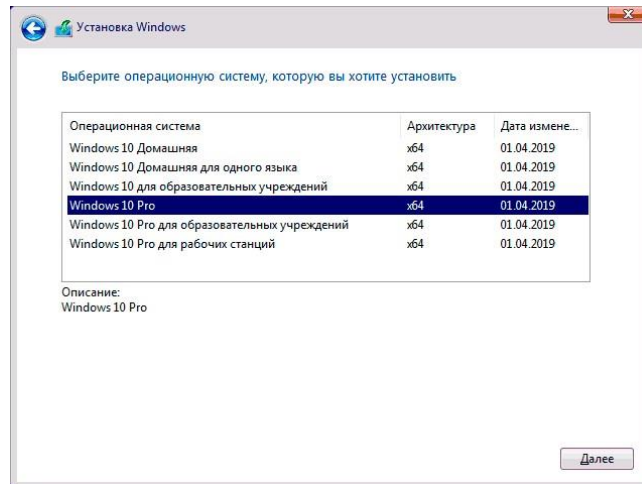 Установка Windows
Выберите операционную систему, которую вы хотите установить
Операционная система Архитектура Дата измене...
Windows 10 Домашняя x64 01.04.2019
Windows 10 Домашняя для одного языка x64 01.04.2019
Windows 10 для образовательных учреждений x64 01.04.2019
Windows 10 Pro x64 01.04.2019
Windows 10 Pro для образовательных учреждений x64 01.04.2019
Windows 10 Pro для рабочих станций x64 01.04.2019
Описание:
Windows 10 Pro
Далее